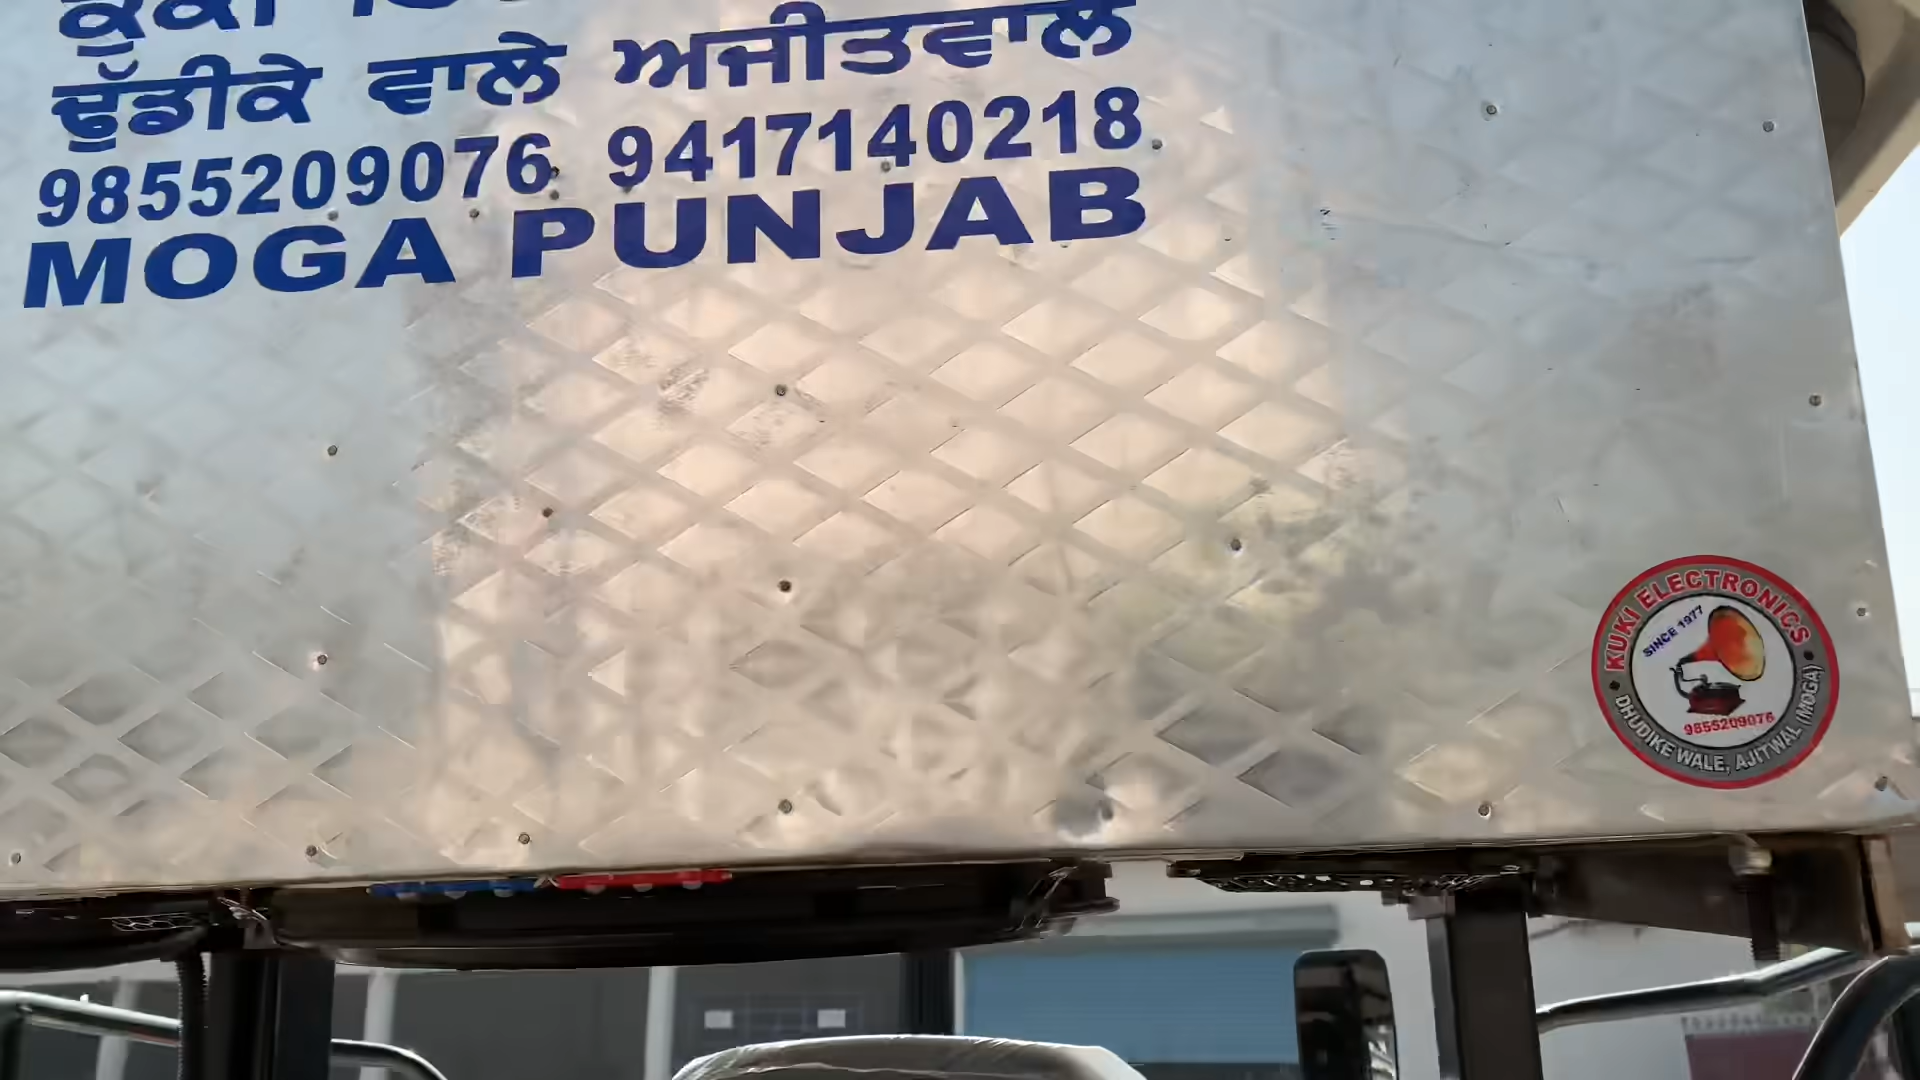 ਢੁੱਡੀਕੇ ਵਾਲੇ ਅਜੀਤਵਾਲ
9855209076 9417140218
MOGA PUNJAB
KUKI ELECTRONICS
SINCE 1977
9855209076
DHUDIKE WALE, AJITWAL (MOGA)